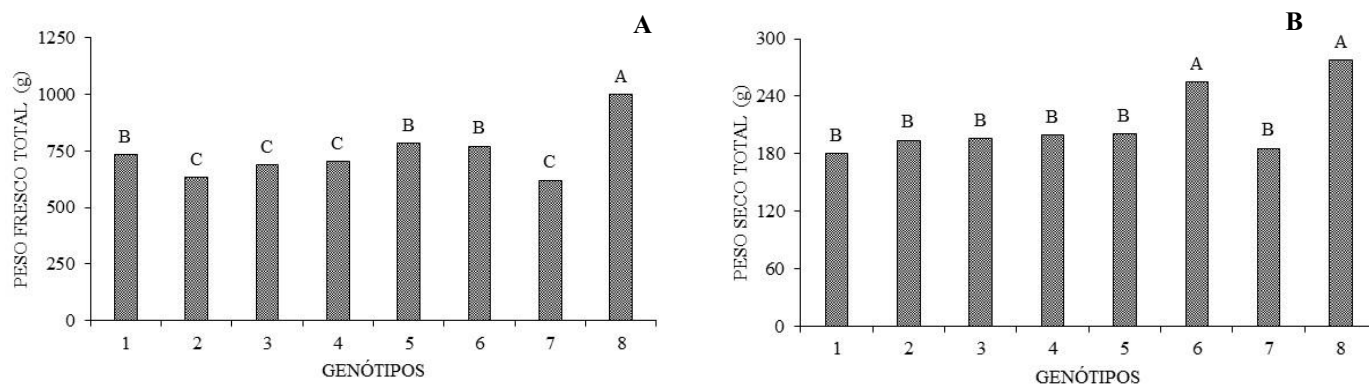 A
PESO FRESCO TOTAL (g)
1250
1000
750
500
250
0
B
C
C
C
B
B
C
A
1 2 3 4 5 6 7 8
GENÓTIPOS
B
PESO SECO TOTAL (g)
300
240
180
120
60
0
B
B
B
B
B
A
B
A
1 2 3 4 5 6 7 8
GENÓTIPOS